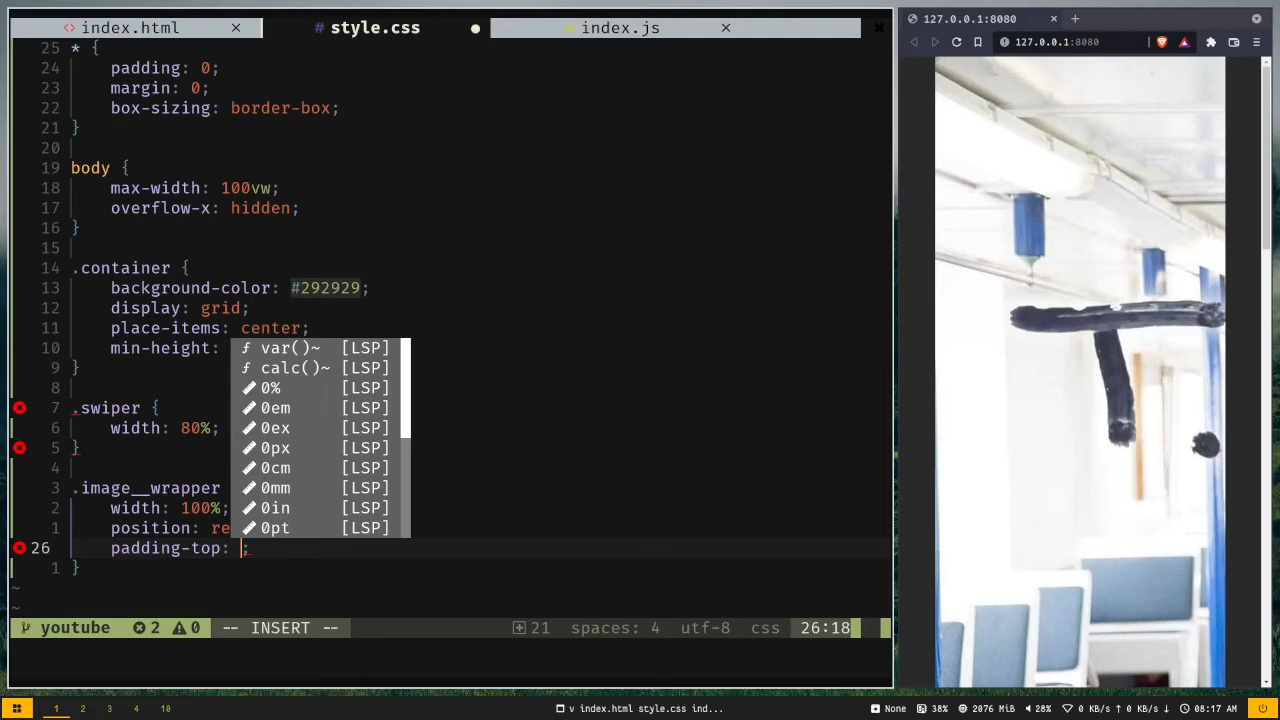 index.html
style.css
index.js
127.0.0.1:8080
127.0.0.1:8080
25 * {
24 padding: 0;
23 margin: 0;
22 box-sizing: border-box;
21 }
20
19 body {
18 max-width: 100vw;
17 overflow-x: hidden;
16 }
15
14 .container {
13 background-color: #292929;
12 display: grid;
11 place-items: center;
10 min-height:
9 }
8
7 .swiper {
6 width: 80%;
5 }
4
3 .image__wrapper
2 width: 100%;
1 position: re
26 padding-top: ;
1 }
~
~
var()~ [LSP]
calc()~ [LSP]
0% [LSP]
0em [LSP]
0ex [LSP]
0px [LSP]
0cm [LSP]
0mm [LSP]
0in [LSP]
0pt [LSP]
youtube 2 0 -- INSERT -- 21 spaces: 4 utf-8 css 26:18
1 2 3 4 10 v index.html style.css ind... None 38% 2076 MiB 28% 0 KB/s 0 KB/s 08:17 AM